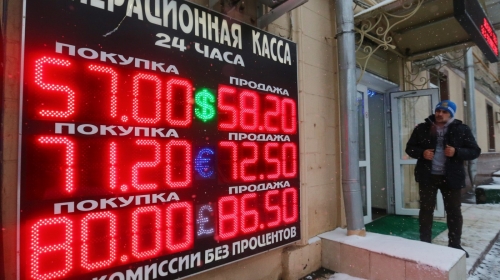 ОПЕРАЦИОННАЯ КАССА
24 ЧАСА
ПОКУПКА ПРОДАЖА
57.00 $ 58.20
ПОКУПКА ПРОДАЖА
71.20 € 72.50
ПОКУПКА ПРОДАЖА
80.00 £ 86.50
КОМИССИИ БЕЗ ПРОЦЕНТОВ